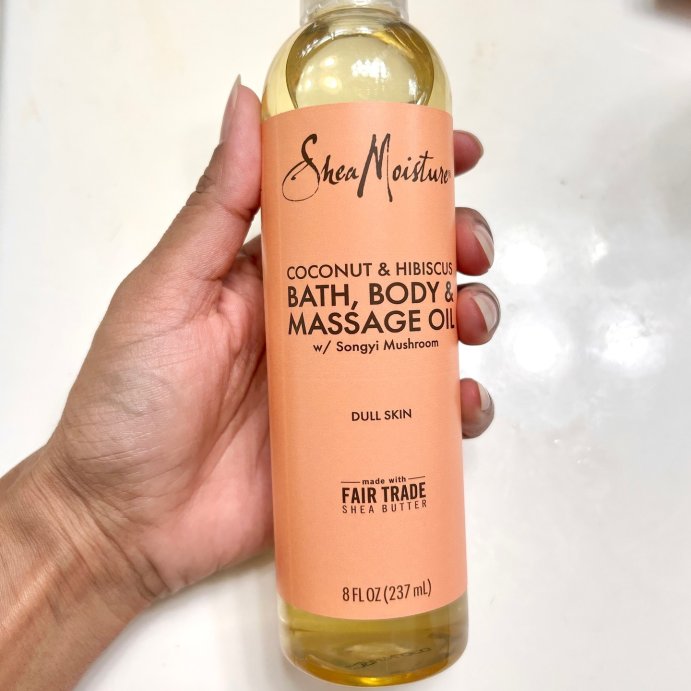 SheaMoisture
COCONUT & HIBISCUS
BATH, BODY &
MASSAGE OIL
w/ Songyi Mushroom
DULL SKIN
made with
FAIR TRADE
SHEA BUTTER
8 FL OZ (237 mL)